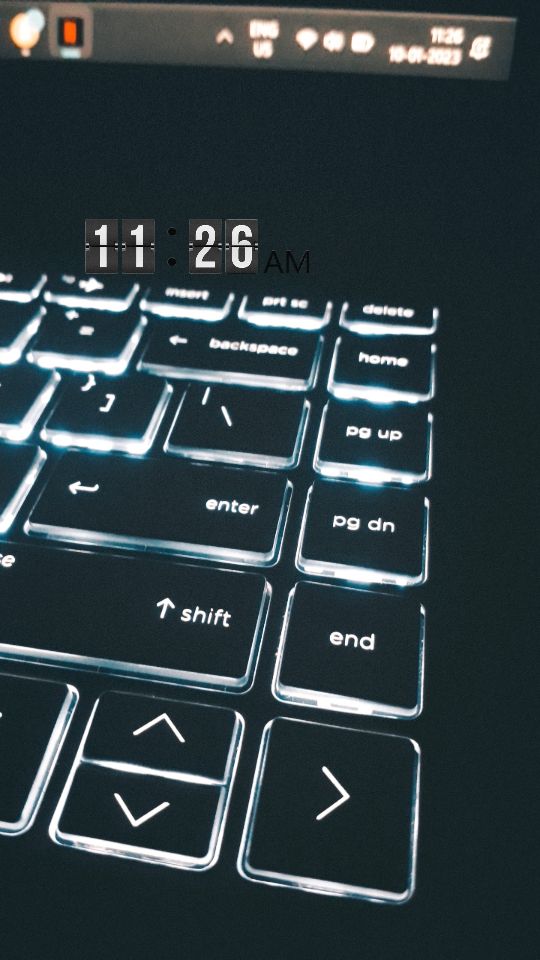 ENG
US
11:26
10-01-2023
11:26 AM
insert
prt sc
delete
+
=
← backspace
home
}
]
|
\
pg up
↵ enter
pg dn
se
↑ shift
end